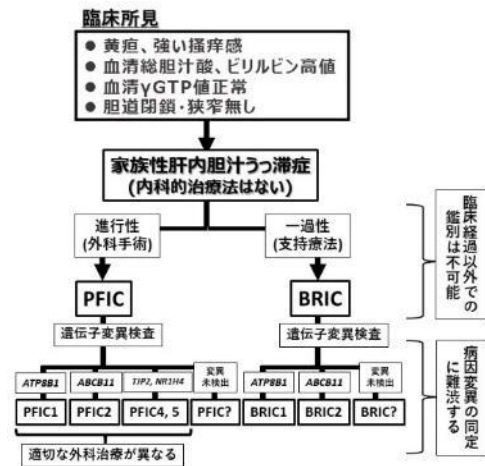 臨床所見
● 黄疸、強い掻痒感
● 血清総胆汁酸、ビリルビン高値
● 血清γGTP値正常
● 胆道閉鎖・狭窄無し
家族性肝内胆汁うっ滞症
(内科的治療法はない)
進行性
(外科手術)
一過性
(支持療法)
臨床経過以外での
鑑別は不可能
PFIC
BRIC
遺伝子変異検査
遺伝子変異検査
病因変異の同定
に難渋する
ATP8B1
ABCB11
TJP2, NR1H4
変異
未検出
ATP8B1
ABCB11
変異
未検出
PFIC1
PFIC2
PFIC4, 5
PFIC?
BRIC1
BRIC2
BRIC?
適切な外科治療が異なる